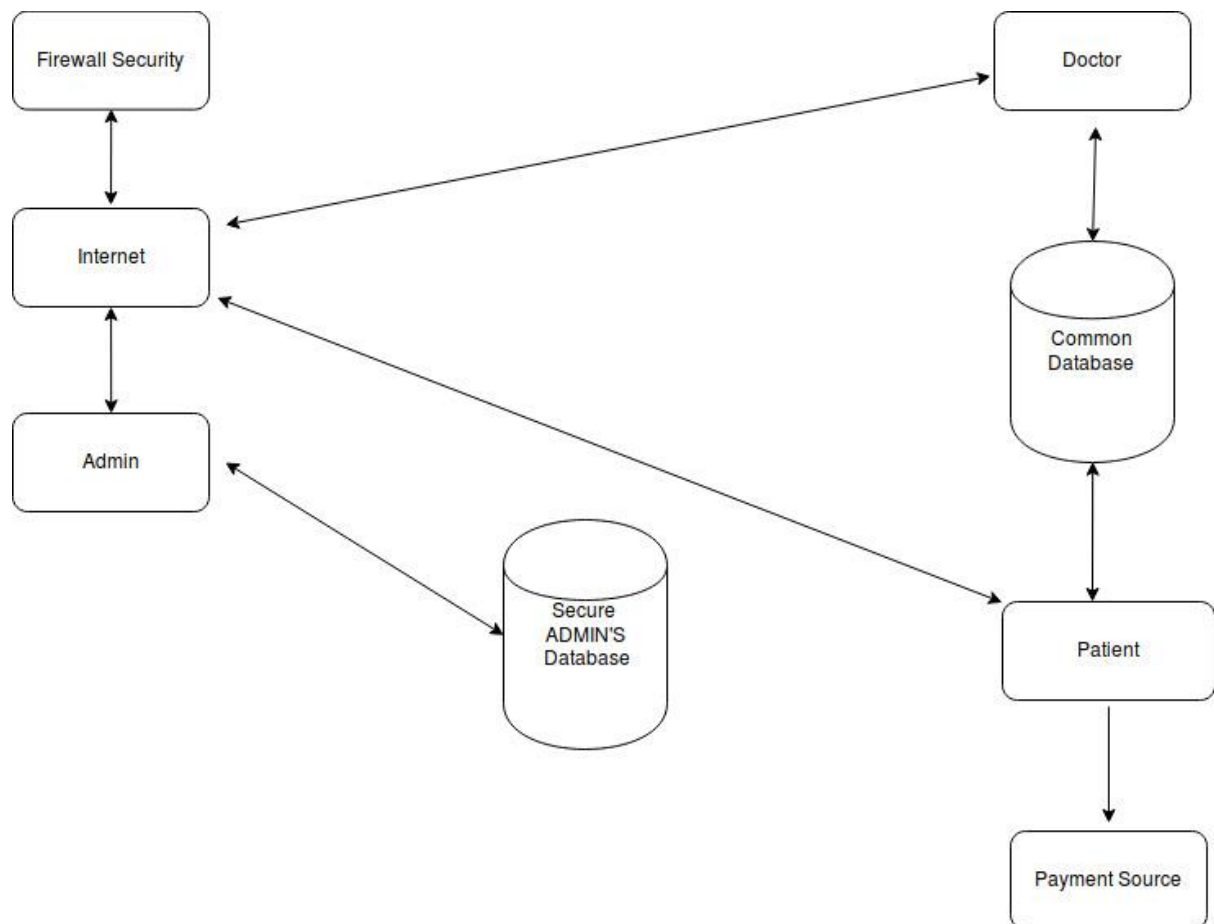 Firewall Security
Doctor
Internet
Common
Database
Admin
Secure
ADMIN'S
Database
Patient
Payment Source